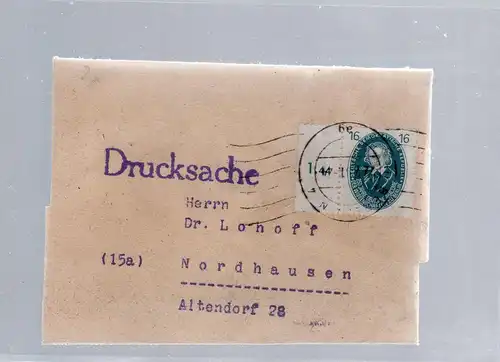 16 16
Drucksache
Herrn
Dr. Lohoff
(15a) Nordhausen
Altendorf 28